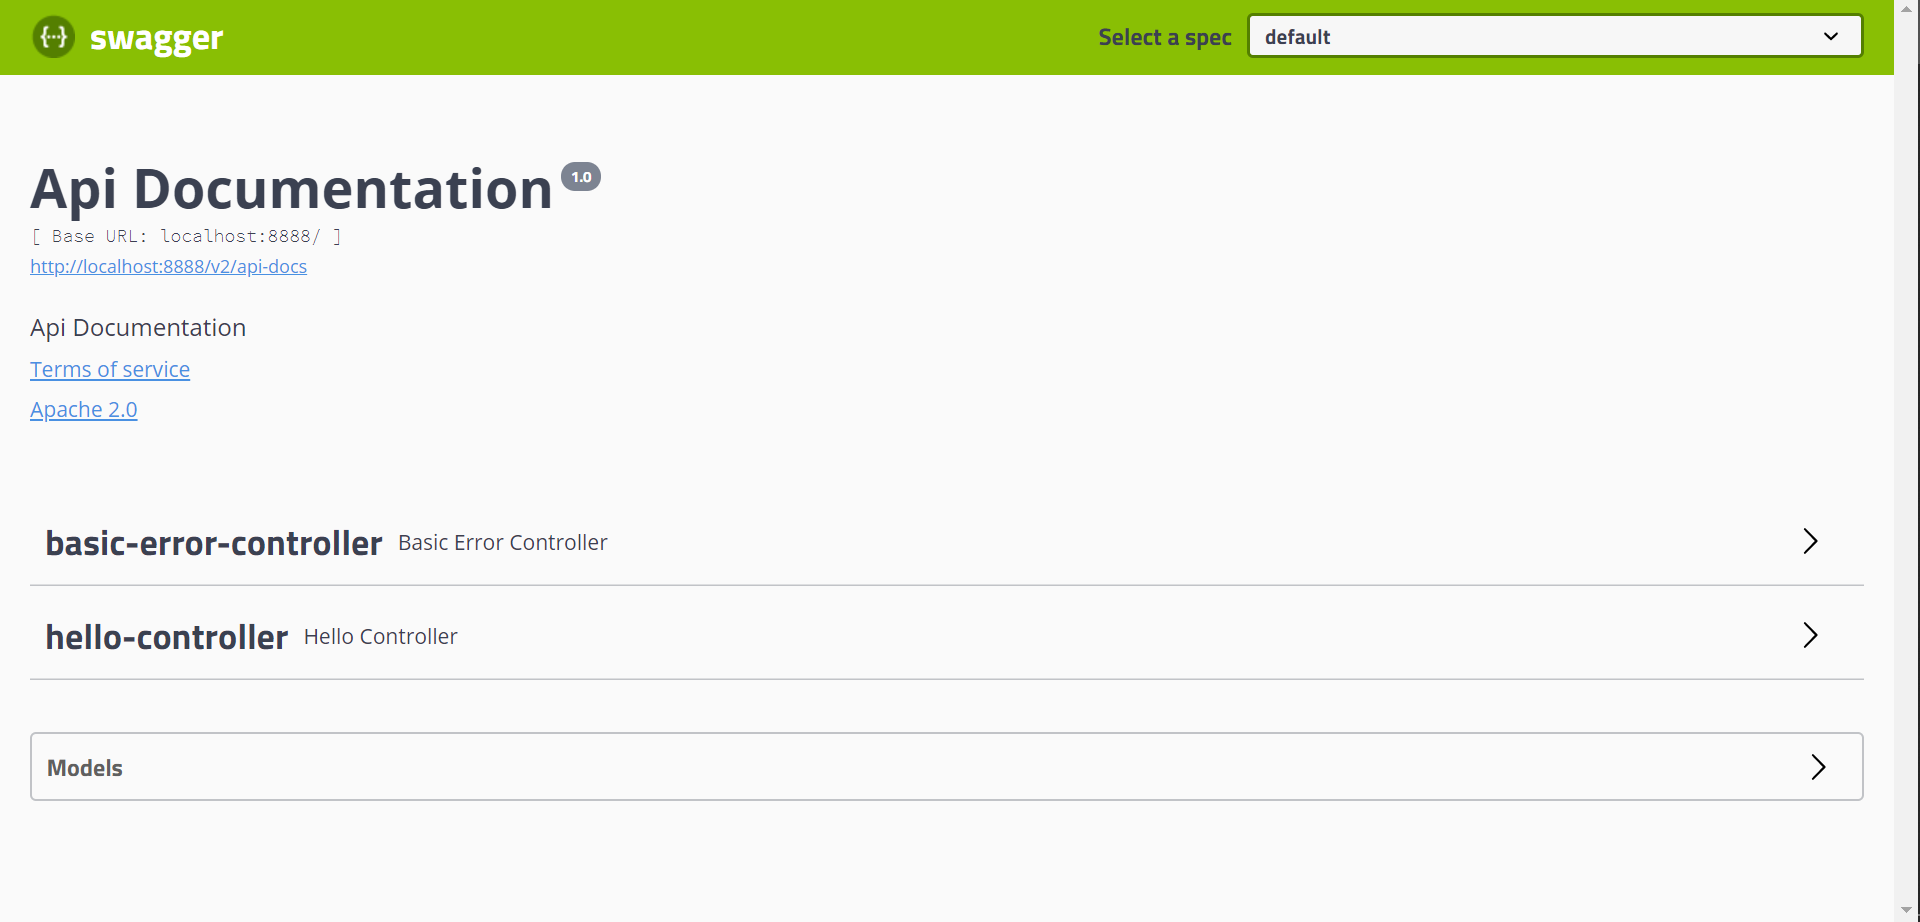 {···} swagger
Select a spec default
Api Documentation 1.0
[ Base URL: localhost:8888/ ]
http://localhost:8888/v2/api-docs
Api Documentation
Terms of service
Apache 2.0
basic-error-controller Basic Error Controller
hello-controller Hello Controller
Models